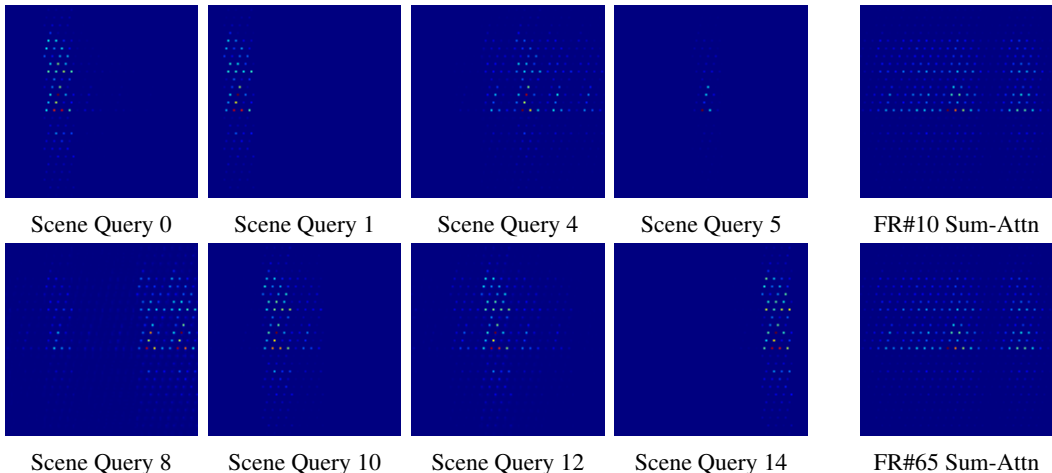 Scene Query 0 Scene Query 1 Scene Query 4 Scene Query 5 FR#10 Sum-Attn
Scene Query 8 Scene Query 10 Scene Query 12 Scene Query 14 FR#65 Sum-Attn